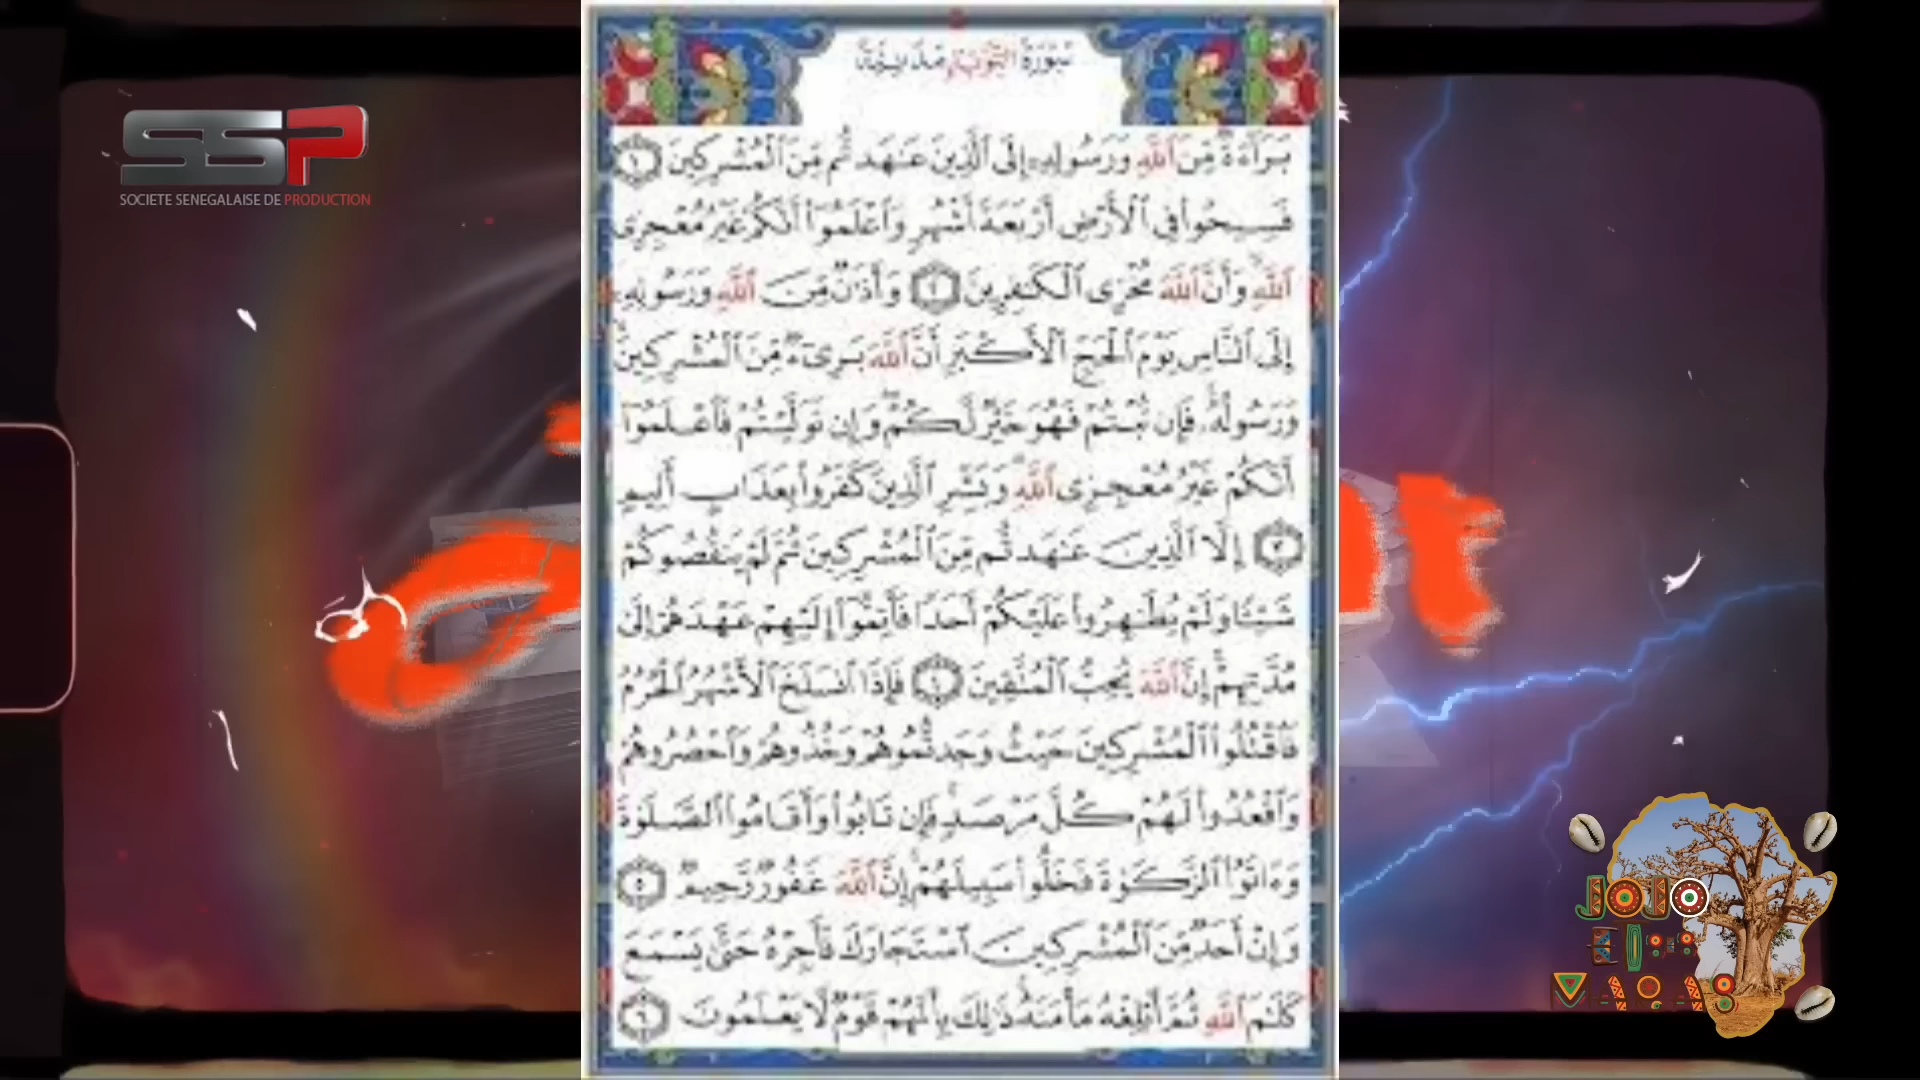 SSP
SOCIETE SENEGALAISE DE PRODUCTION
سُورَةُ التَّوْبَةِ مَدَنِيَّة
بَرَآءَةٌ مِّنَ ٱللَّهِ وَرَسُولِهِۦٓ إِلَى ٱلَّذِينَ عَـٰهَدتُّم مِّنَ ٱلْمُشْرِكِينَ ١
فَسِيحُوا۟ فِى ٱلْأَرْضِ أَرْبَعَةَ أَشْهُرٍ وَٱعْلَمُوٓا۟ أَنَّكُمْ غَيْرُ مُعْجِزِى
ٱللَّهِ وَأَنَّ ٱللَّهَ مُخْزِى ٱلْكَـٰفِرِينَ ٢ وَأَذَٰنٌ مِّنَ ٱللَّهِ وَرَسُولِهِۦٓ
إِلَى ٱلنَّاسِ يَوْمَ ٱلْحَجِّ ٱلْأَكْبَرِ أَنَّ ٱللَّهَ بَرِىٓءٌ مِّنَ ٱلْمُشْرِكِينَ
وَرَسُولُهُۥ فَإِن تُبْتُمْ فَهُوَ خَيْرٌ لَّكُمْ وَإِن تَوَلَّيْتُمْ فَٱعْلَمُوٓا۟
أَنَّكُمْ غَيْرُ مُعْجِزِى ٱللَّهِ وَبَشِّرِ ٱلَّذِينَ كَفَرُوا۟ بِعَذَابٍ أَلِيمٍ
٣ إِلَّا ٱلَّذِينَ عَـٰهَدتُّم مِّنَ ٱلْمُشْرِكِينَ ثُمَّ لَمْ يَنقُصُوكُمْ
شَيْـًٔا وَلَمْ يُظَـٰهِرُوا۟ عَلَيْكُمْ أَحَدًا فَأَتِمُّوٓا۟ إِلَيْهِمْ عَهْدَهُمْ إِلَىٰ
مُدَّتِهِمْ إِنَّ ٱللَّهَ يُحِبُّ ٱلْمُتَّقِينَ ٤ فَإِذَا ٱنسَلَخَ ٱلْأَشْهُرُ ٱلْحُرُمُ
فَٱقْتُلُوا۟ ٱلْمُشْرِكِينَ حَيْثُ وَجَدتُّمُوهُمْ وَخُذُوهُمْ وَٱحْصُرُوهُمْ
وَٱقْعُدُوا۟ لَهُمْ كُلَّ مَرْصَدٍ فَإِن تَابُوا۟ وَأَقَامُوا۟ ٱلصَّلَوٰةَ
وَءَاتَوُا۟ ٱلزَّكَوٰةَ فَخَلُّوا۟ سَبِيلَهُمْ إِنَّ ٱللَّهَ غَفُورٌ رَّحِيمٌ ٥
وَإِنْ أَحَدٌ مِّنَ ٱلْمُشْرِكِينَ ٱسْتَجَارَكَ فَأَجِرْهُ حَتَّىٰ يَسْمَعَ
كَلَـٰمَ ٱللَّهِ ثُمَّ أَبْلِغْهُ مَأْمَنَهُۥ ذَٰلِكَ بِأَنَّهُمْ قَوْمٌ لَّا يَعْلَمُونَ ٦
JOJO